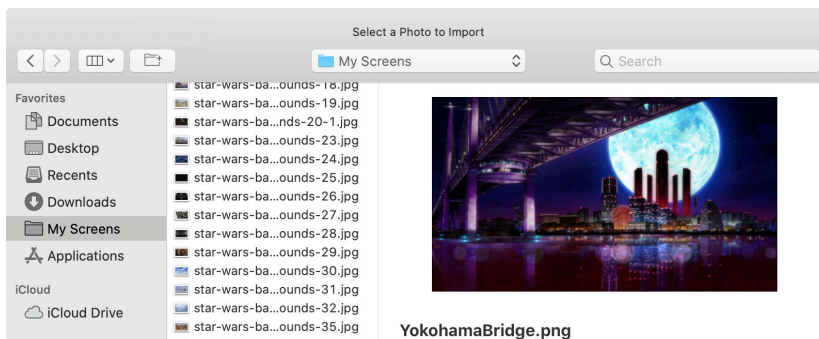 Select a Photo to Import
My Screens
Search
Favorites
Documents
Desktop
Recents
Downloads
My Screens
Applications
iCloud
iCloud Drive
star-wars-ba...ounds-18.jpg
star-wars-ba...ounds-19.jpg
star-wars-ba...nds-20-1.jpg
star-wars-ba...ounds-23.jpg
star-wars-ba...ounds-24.jpg
star-wars-ba...ounds-25.jpg
star-wars-ba...ounds-26.jpg
star-wars-ba...ounds-27.jpg
star-wars-ba...ounds-28.jpg
star-wars-ba...ounds-29.jpg
star-wars-ba...ounds-30.jpg
star-wars-ba...ounds-31.jpg
star-wars-ba...ounds-32.jpg
star-wars-ba...ounds-35.jpg
YokohamaBridge.png